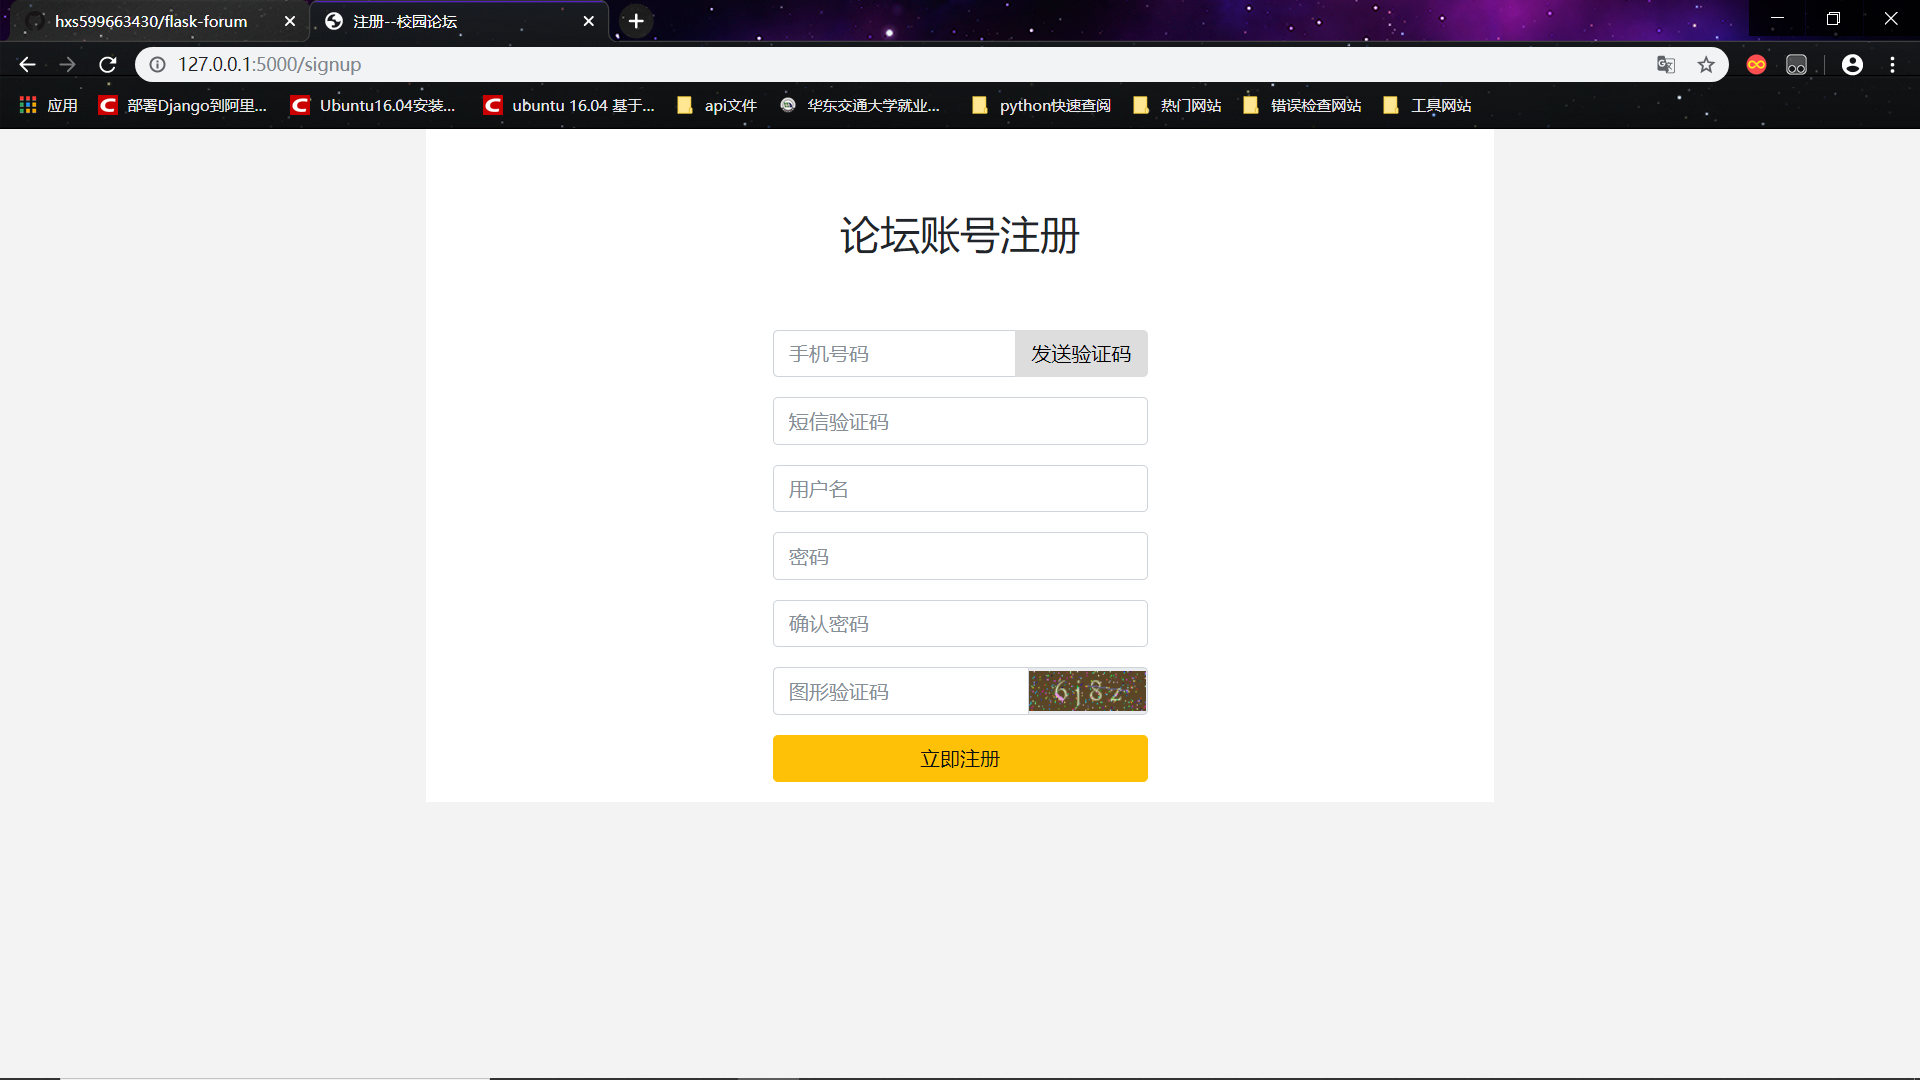 hxs599663430/flask-forum
注册--校园论坛
127.0.0.1:5000/signup
应用
部署Django到阿里...
Ubuntu16.04安装...
ubuntu 16.04 基于...
api文件
华东交通大学就业...
python快速查阅
热门网站
错误检查网站
工具网站
论坛账号注册
手机号码
发送验证码
短信验证码
用户名
密码
确认密码
图形验证码
6j8z
立即注册